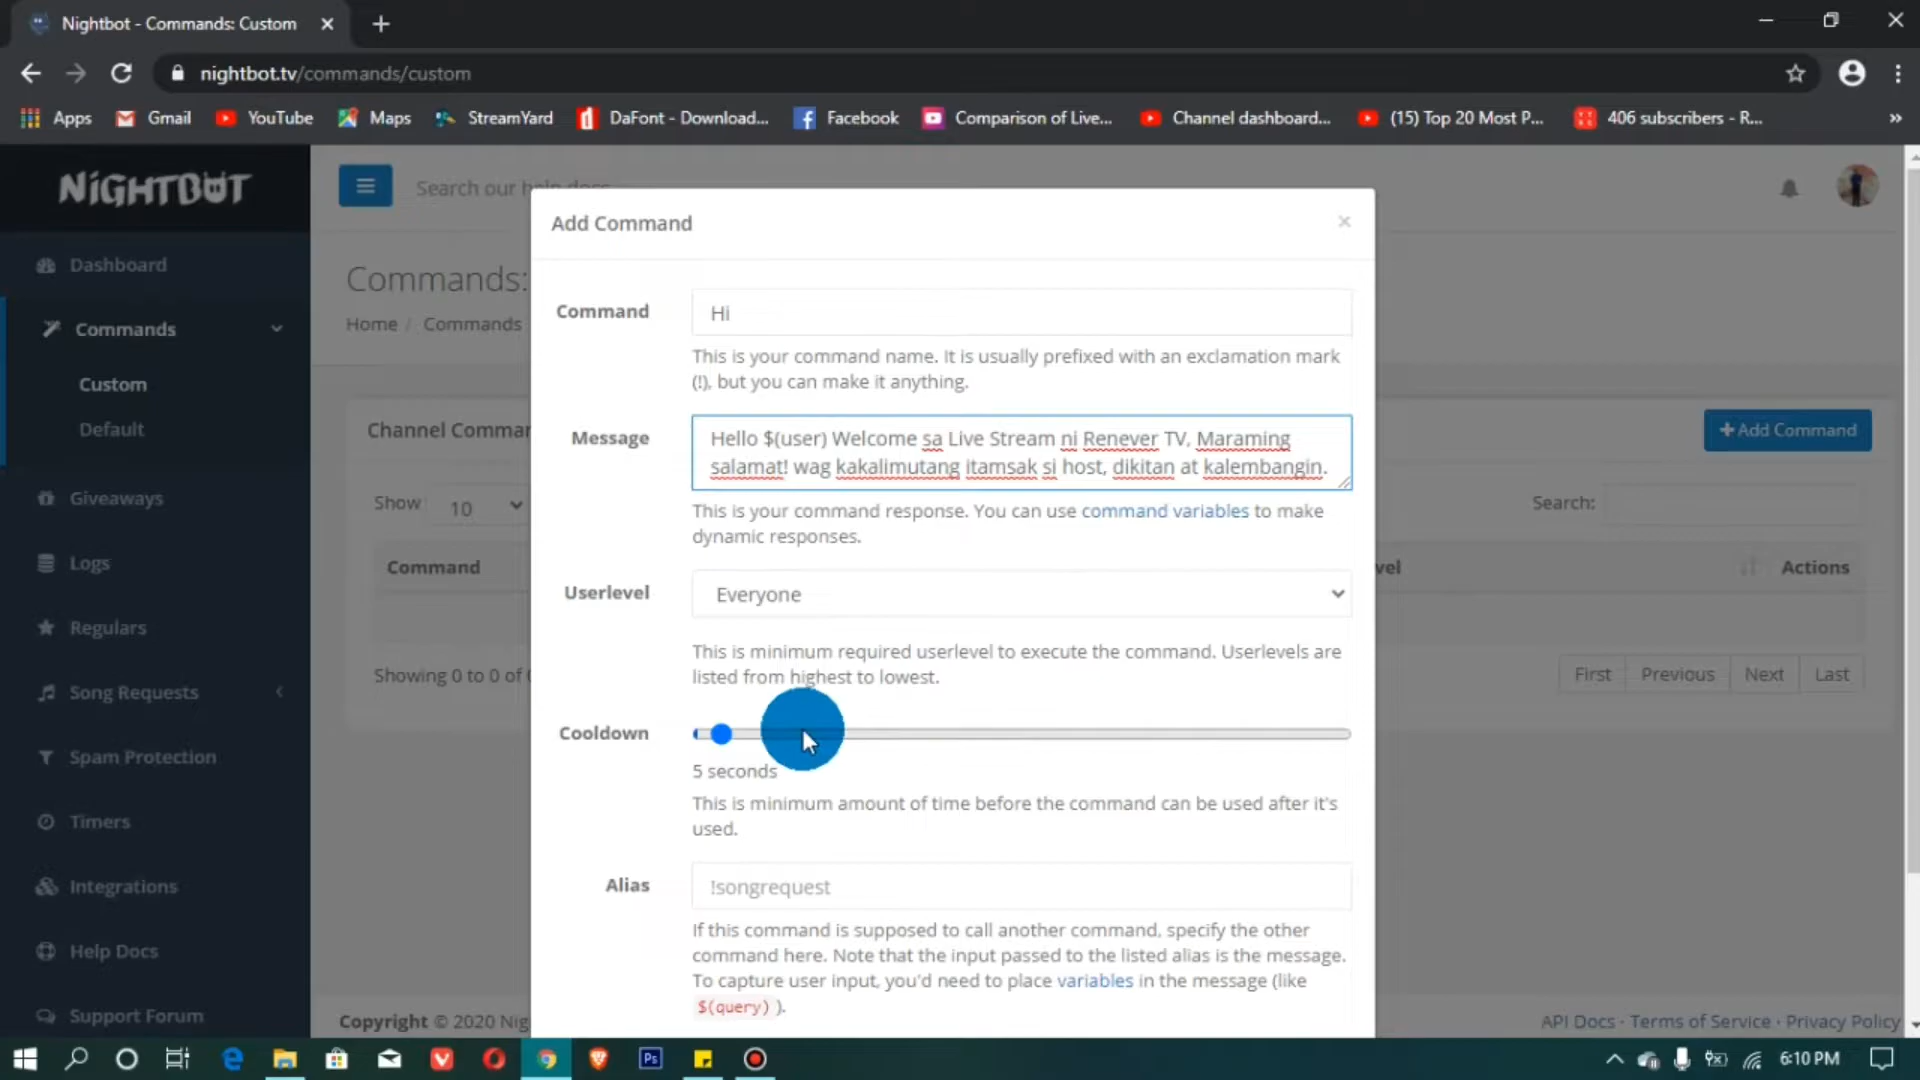 Nightbot - Commands: Custom
nightbot.tv/commands/custom
Apps Gmail YouTube Maps StreamYard DaFont - Download... Facebook Comparison of Live... Channel dashboard... (15) Top 20 Most P... 406 subscribers - R... »
NiGHTBOT
Search our help docs
Add Command ×
Dashboard
Commands:
Home / Commands
Commands
Custom
Default
Giveaways
Logs
Regulars
Song Requests
Spam Protection
Timers
Integrations
Help Docs
Support Forum
Command Hi
This is your command name. It is usually prefixed with an exclamation mark
(!), but you can make it anything.
Message Hello $(user) Welcome sa Live Stream ni Renever TV, Maraming
salamat! wag kakalimutang itamsak si host, dikitan at kalembangin.
This is your command response. You can use command variables to make
dynamic responses.
Userlevel Everyone
This is minimum required userlevel to execute the command. Userlevels are
listed from highest to lowest.
Cooldown
5 seconds
This is minimum amount of time before the command can be used after it's
used.
Alias !songrequest
If this command is supposed to call another command, specify the other
command here. Note that the input passed to the listed alias is the message.
To capture user input, you'd need to place variables in the message (like
$(query) ).
Channel Commar
+ Add Command
Show 10
Search:
Command vel Actions
Showing 0 to 0 of
First Previous Next Last
Copyright © 2020 Nig
API Docs · Terms of Service · Privacy Policy
Ps
6:10 PM